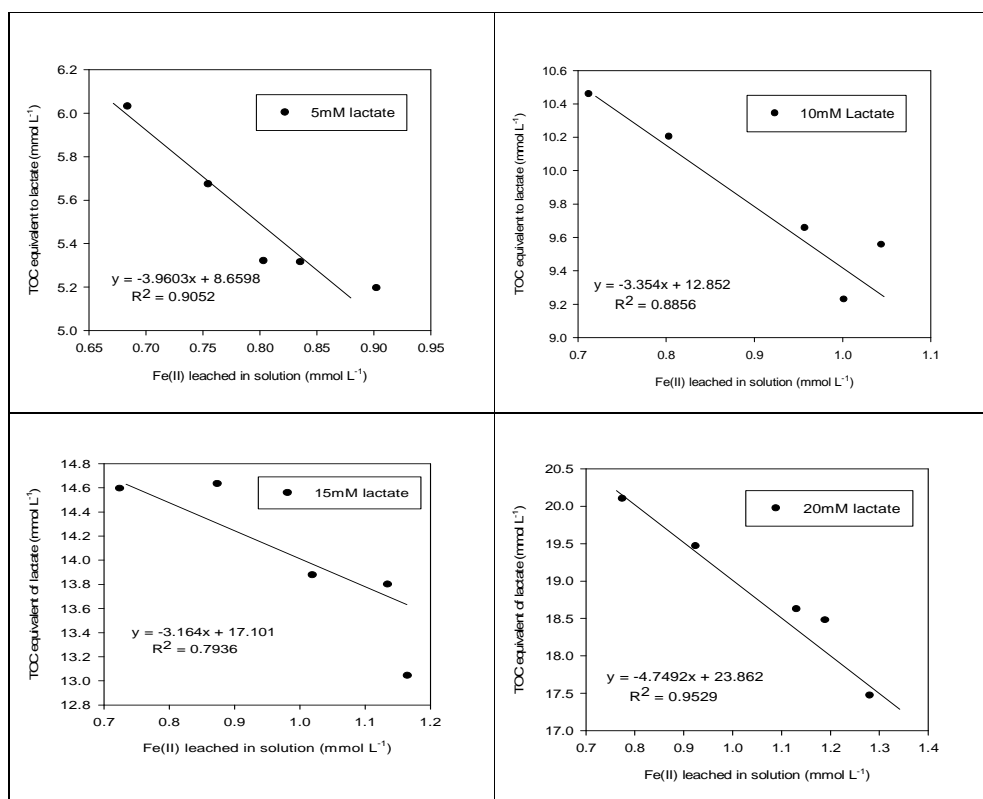 6.2
6.0
5.8
5.6
5.4
5.2
5.0
TOC equivalent to lactate (mmol L-1)
5mM lactate
y = -3.9603x + 8.6598
R2 = 0.9052
0.65 0.70 0.75 0.80 0.85 0.90 0.95
Fe(II) leached in solution (mmol L-1)
10.6
10.4
10.2
10.0
9.8
9.6
9.4
9.2
9.0
TOC equivalent to lactate (mmol L-1)
10mM Lactate
y = -3.354x + 12.852
R2 = 0.8856
0.7 0.8 0.9 1.0 1.1
Fe(II) leached in solution (mmol L-1)
14.8
14.6
14.4
14.2
14.0
13.8
13.6
13.4
13.2
13.0
12.8
TOC equivalent of lactate (mmol L-1)
15mM lactate
y = -3.164x + 17.101
R2 = 0.7936
0.7 0.8 0.9 1.0 1.1 1.2
Fe(II) leached in solution (mmol L-1)
20.5
20.0
19.5
19.0
18.5
18.0
17.5
17.0
TOC equivalent of lactate (mmol L-1)
20mM lactate
y = -4.7492x + 23.862
R2 = 0.9529
0.7 0.8 0.9 1.0 1.1 1.2 1.3 1.4
Fe(II) leached in solution (mmol L-1)